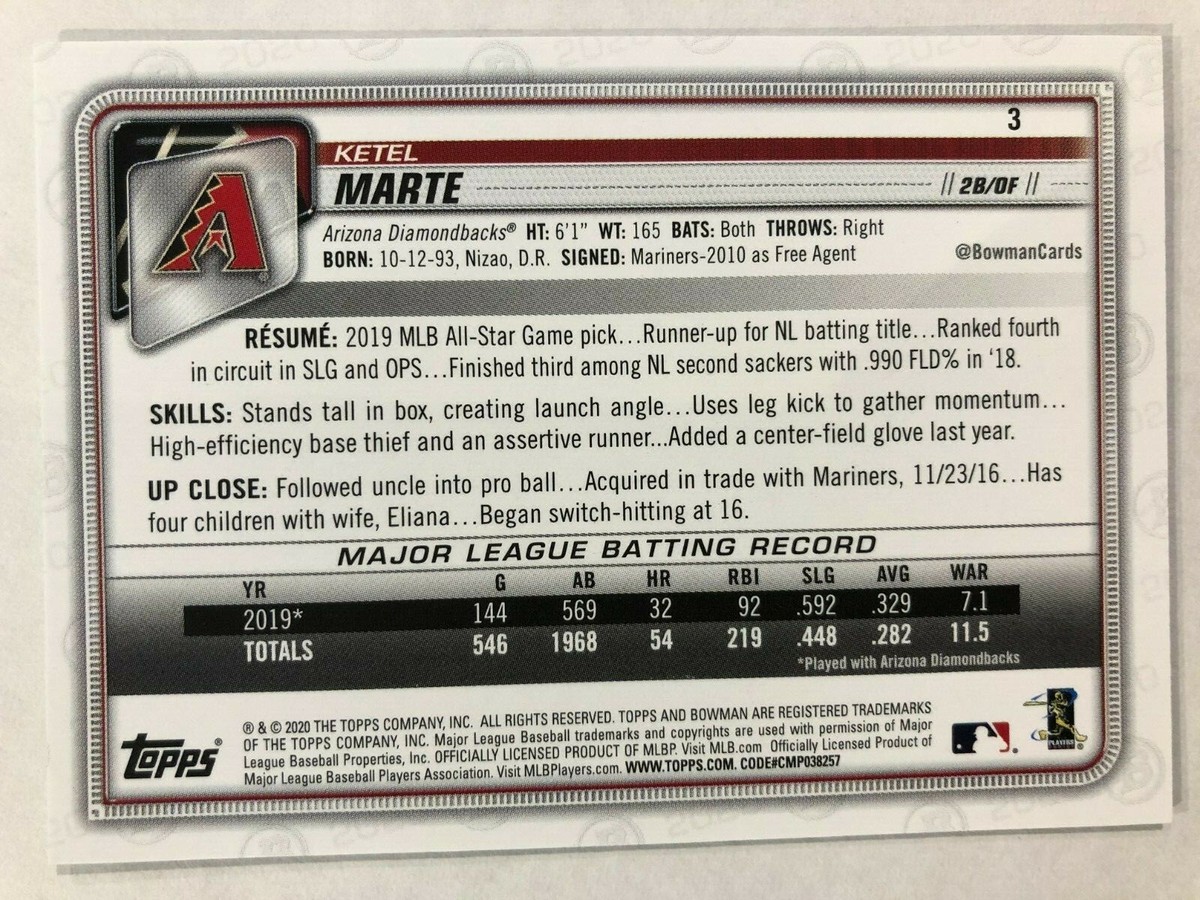 3
KETEL
MARTE // 2B/OF //
Arizona Diamondbacks® HT: 6'1" WT: 165 BATS: Both THROWS: Right
BORN: 10-12-93, Nizao, D.R. SIGNED: Mariners-2010 as Free Agent
@BowmanCards
RÉSUMÉ: 2019 MLB All-Star Game pick...Runner-up for NL batting title...Ranked fourth
in circuit in SLG and OPS...Finished third among NL second sackers with .990 FLD% in '18.
SKILLS: Stands tall in box, creating launch angle...Uses leg kick to gather momentum...
High-efficiency base thief and an assertive runner...Added a center-field glove last year.
UP CLOSE: Followed uncle into pro ball...Acquired in trade with Mariners, 11/23/16...Has
four children with wife, Eliana...Began switch-hitting at 16.
MAJOR LEAGUE BATTING RECORD
YR G AB HR RBI SLG AVG WAR
2019* 144 569 32 92 .592 .329 7.1
TOTALS 546 1968 54 219 .448 .282 11.5
*Played with Arizona Diamondbacks
® & © 2020 THE TOPPS COMPANY, INC. ALL RIGHTS RESERVED. TOPPS AND BOWMAN ARE REGISTERED TRADEMARKS
OF THE TOPPS COMPANY, INC. Major League Baseball trademarks and copyrights are used with permission of Major
League Baseball Properties, Inc. OFFICIALLY LICENSED PRODUCT OF MLBP. Visit MLB.com Officially Licensed Product of
Major League Baseball Players Association. Visit MLBPlayers.com. WWW.TOPPS.COM. CODE#CMP038257
TOPPS®
PLAYERS